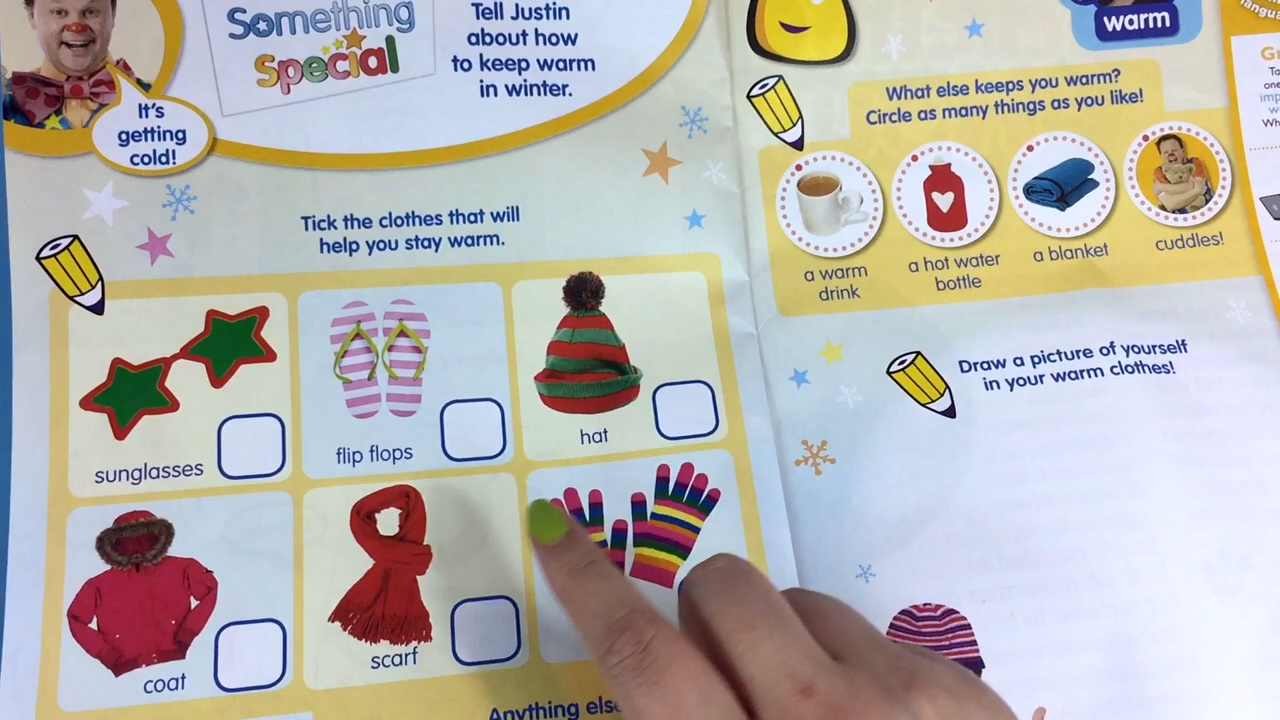 Something
Special
Tell Justin
about how
to keep warm
in winter.
It's
getting
cold!
Tick the clothes that will
help you stay warm.
sunglasses
flip flops
hat
coat
scarf
Anything else
warm
What else keeps you warm?
Circle as many things as you like!
a warm
drink
a hot water
bottle
a blanket
cuddles!
Draw a picture of yourself
in your warm clothes!